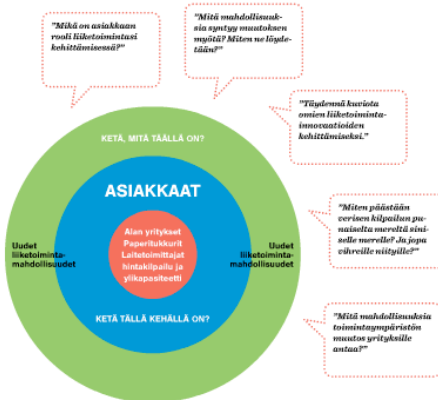 "Mikä on asiakkaan
rooli liiketoimintasi
kehittämisessä?"
"Mitä mahdollisuuk-
sia syntyy muutoksen
myötä? Miten ne löyde-
tään?"
"Täydennä kuviota
omien liiketoiminta-
innovaatioiden
kehittämiseksi."
"Miten päästään
verisen kilpailun pu-
naiselta mereltä sini-
selle merelle? Ja jopa
vihreille niityille?"
"Mitä mahdollisuuksia
toimintaympäristön
muutos yrityksille
antaa?"
KETÄ, MITÄ TÄÄLLÄ ON?
ASIAKKAAT
Alan yritykset
Paperitukkurit
Laitetoimittajat
hintakilpailu ja
ylikapasiteetti
Uudet
liiketoiminta-
mahdollisuudet
Uudet
liiketoiminta-
mahdollisuudet
KETÄ TÄLLÄ KEHÄLLÄ ON?